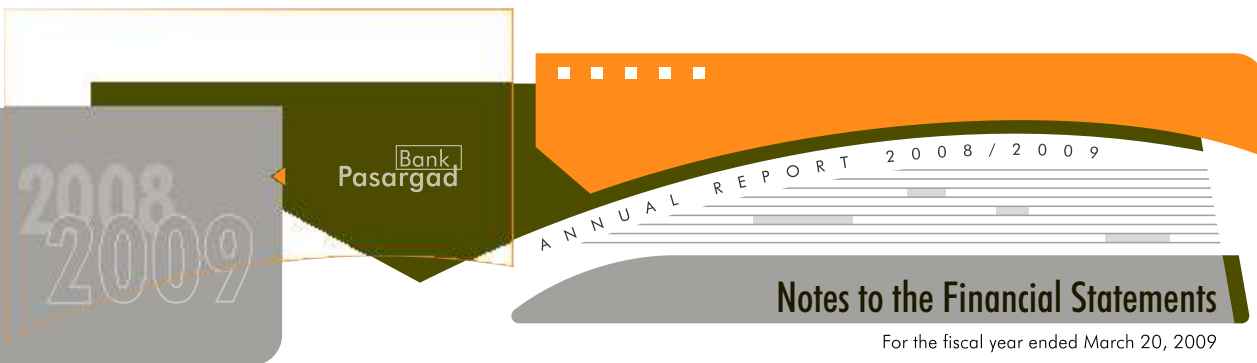 2008
2009
Bank
Pasargad
ANNUAL REPORT 2008/2009
Notes to the Financial Statements
For the fiscal year ended March 20, 2009